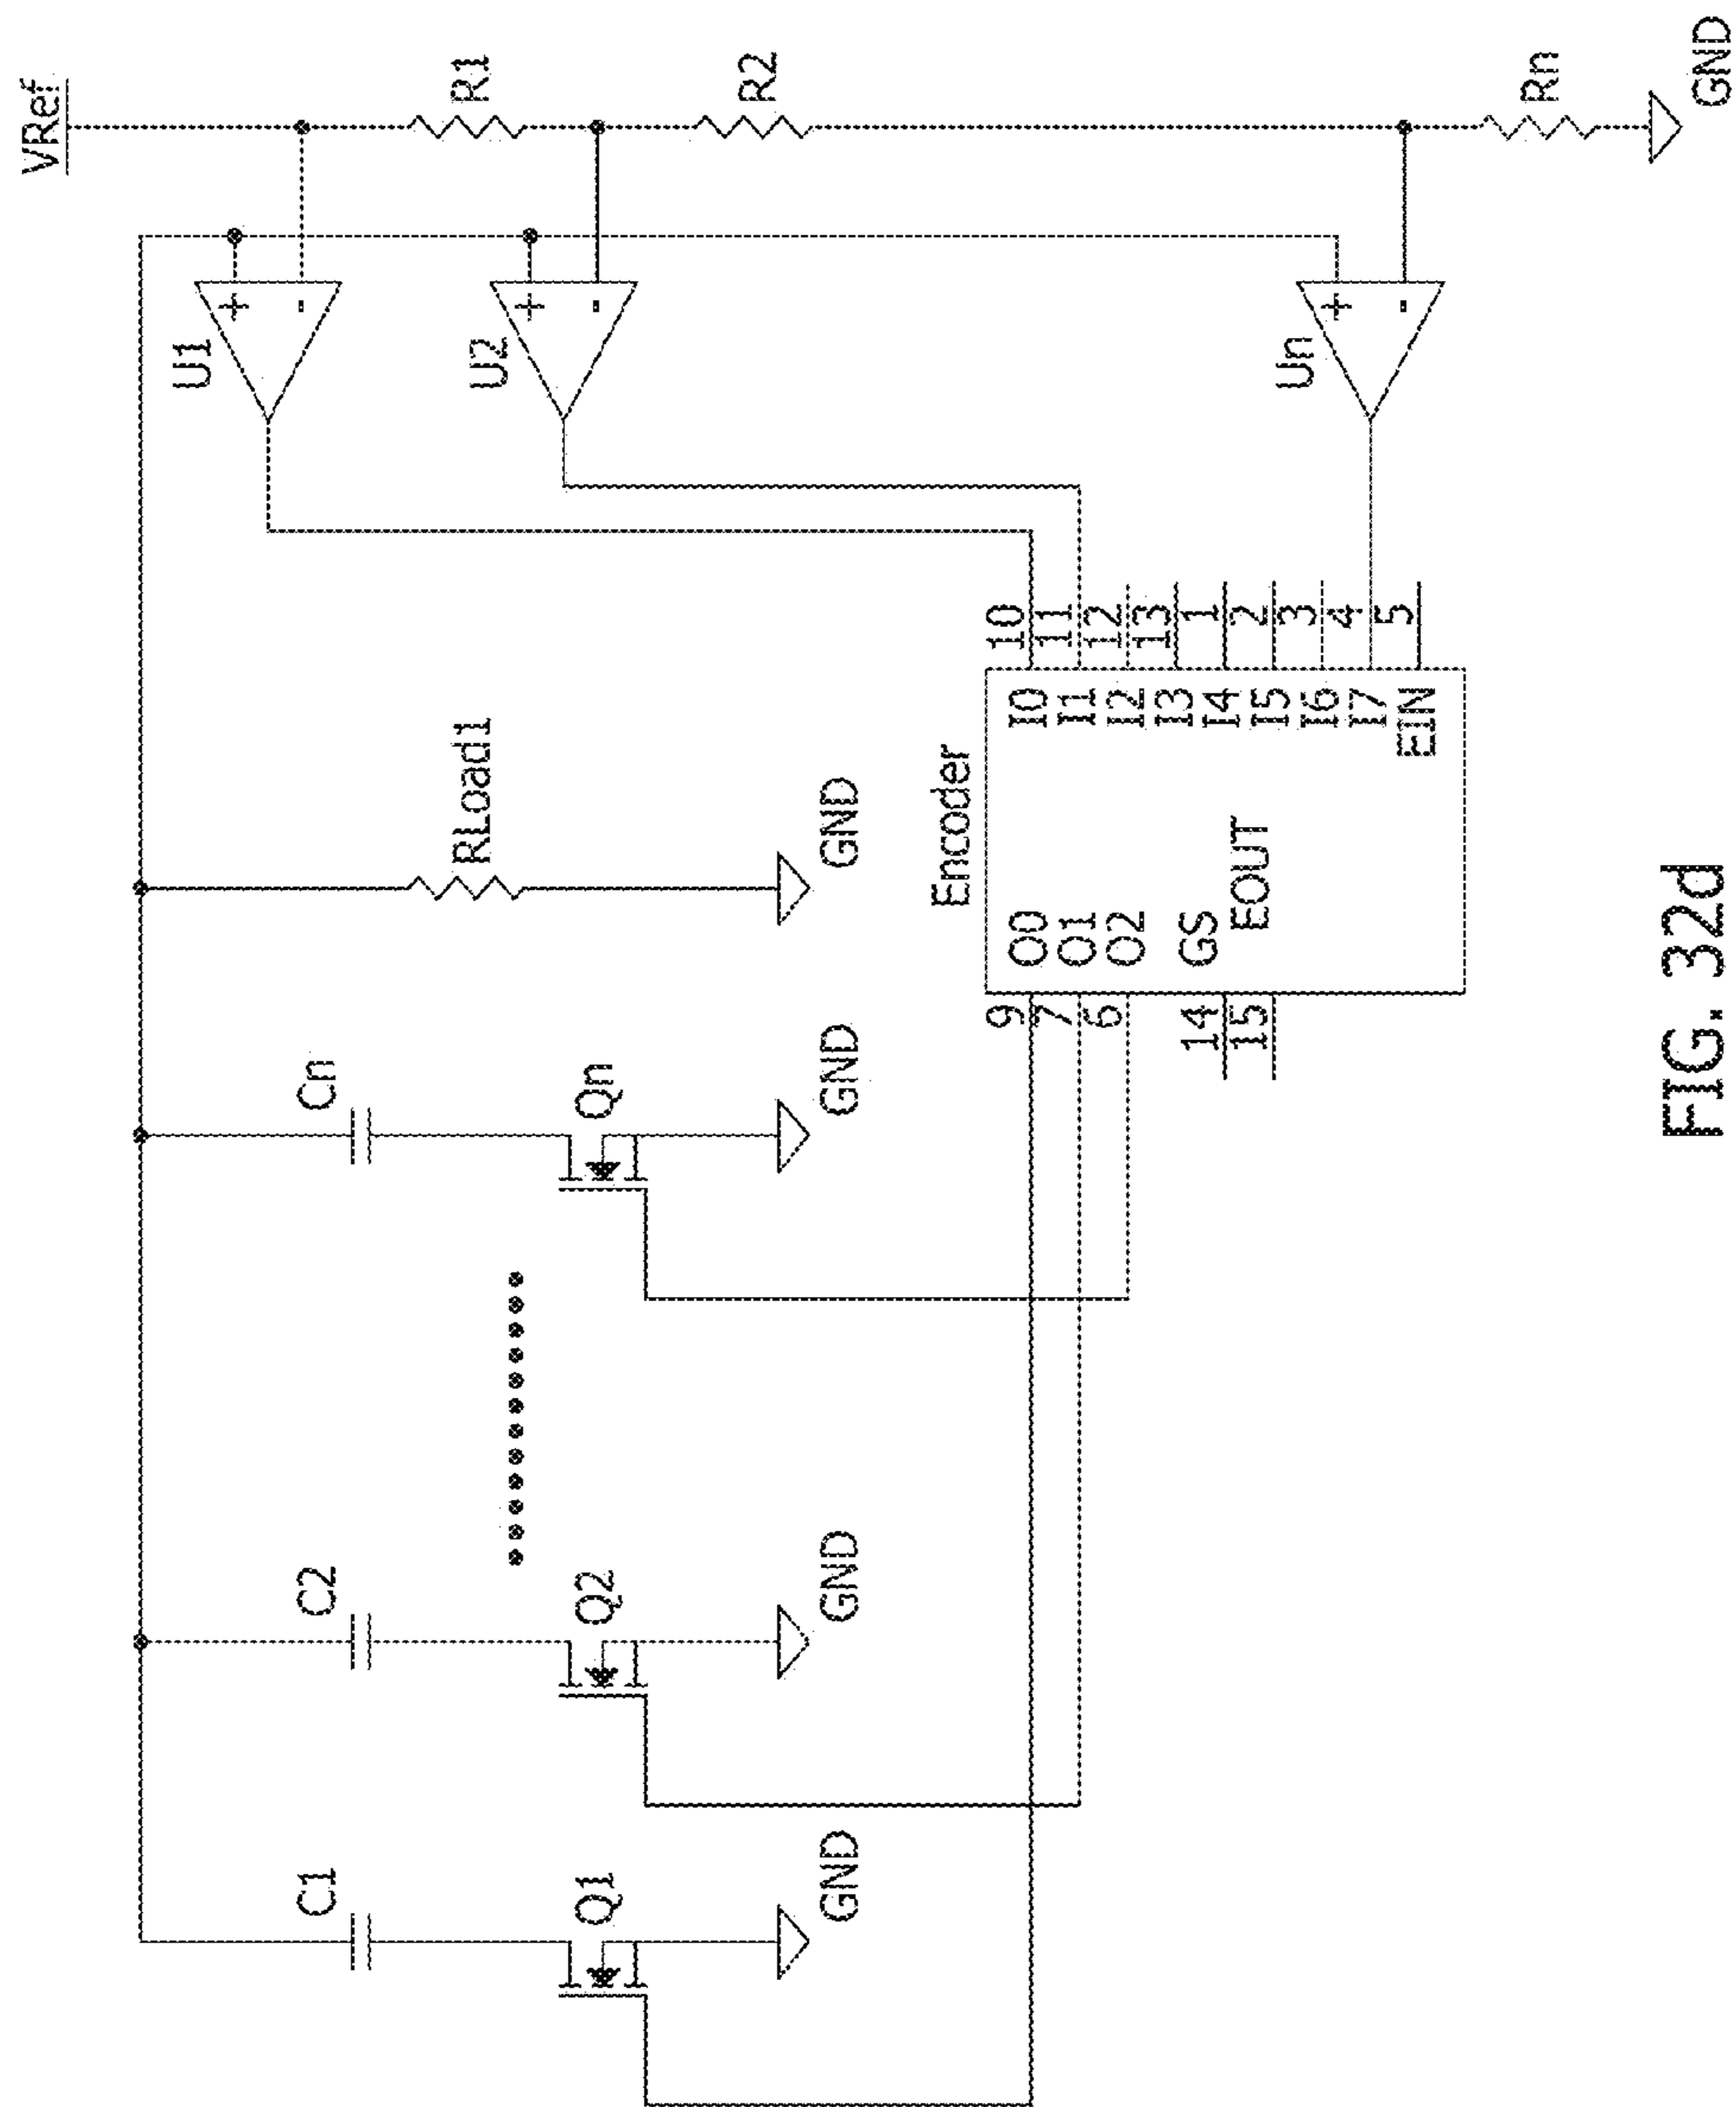 VRef
R1
R2
Rn
GND
U1
+
-
U2
+
-
Un
+
-
C1
C2
Cn
RLoad1
Q1
Q2
Qn
GND
GND
GND
GND
Encoder
9 O0 I0 10
7 O1 I1 11
6 O2 I2 12
I3 13
14 GS I4 1
15 EOUT I5 2
I6 3
I7 4
EIN 5
FIG. 32d